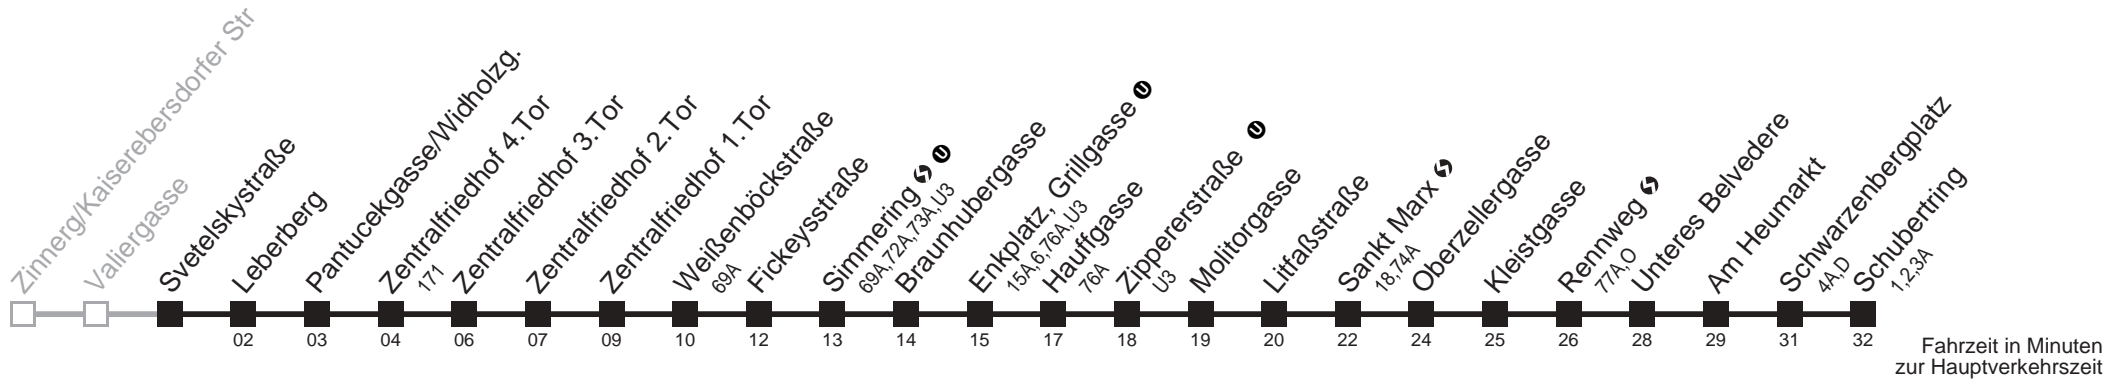 Zinnerg/Kaiserebersdorfer Str
Valiergasse
Svetelskystraße
Leberberg
02
Pantucekgasse/Widholzg.
03
Zentralfriedhof 4.Tor
171
04
Zentralfriedhof 3.Tor
06
Zentralfriedhof 2.Tor
07
Zentralfriedhof 1.Tor
09
Weißenböckstraße
69A
10
Fickeysstraße
12
Simmering
69A,72A,73A,U3
13
Braunhubergasse
14
Enkplatz, Grillgasse
15A,6,76A,U3
15
Hauffgasse
76A
17
Zippererstraße
U3
18
Molitorgasse
19
Litfaßstraße
20
Sankt Marx
18,74A
22
Oberzellergasse
24
Kleistgasse
25
Rennweg
77A,O
26
Unteres Belvedere
28
Am Heumarkt
29
Schwarzenbergplatz
4A,D
31
Schubertring
1,2,3A
32
Fahrzeit in Minuten
zur Hauptverkehrszeit